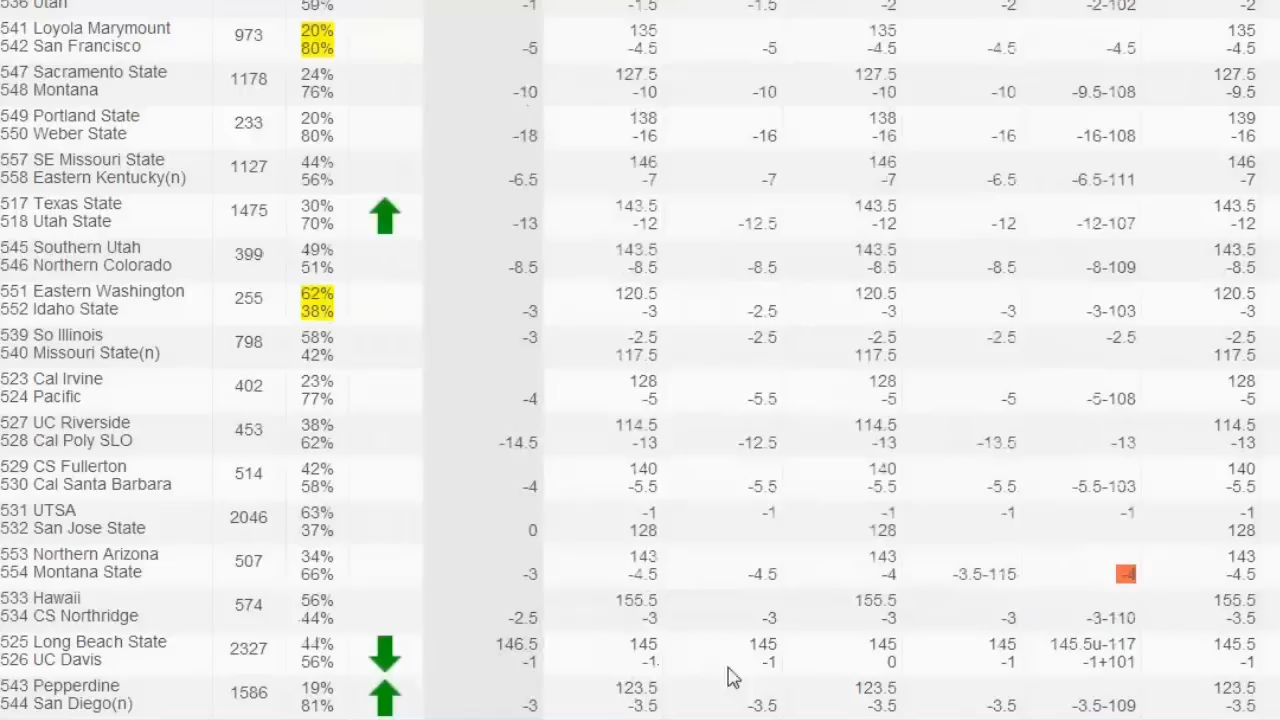 536 Utah 59% -1 -1.5 -1.5 -2 -2 -2-102 -2
541 Loyola Marymount 973 20% 135 135 135
542 San Francisco 80% -5 -4.5 -5 -4.5 -4.5 -4.5 -4.5
547 Sacramento State 1178 24% 127.5 127.5 127.5
548 Montana 76% -10 -10 -10 -10 -10 -9.5-108 -9.5
549 Portland State 233 20% 138 138 139
550 Weber State 80% -18 -16 -16 -16 -16 -16-108 -16
557 SE Missouri State 1127 44% 146 146 146
558 Eastern Kentucky(n) 56% -6.5 -7 -7 -7 -6.5 -6.5-111 -7
517 Texas State 1475 30% 143.5 143.5 143.5
518 Utah State 70% -13 -12 -12.5 -12 -12 -12-107 -12
545 Southern Utah 399 49% 143.5 143.5 143.5
546 Northern Colorado 51% -8.5 -8.5 -8.5 -8.5 -8.5 -8-109 -8.5
551 Eastern Washington 255 62% 120.5 120.5 120.5
552 Idaho State 38% -3 -3 -2.5 -3 -3 -3-103 -3
539 So Illinois 798 58% -3 -2.5 -2.5 -2.5 -2.5 -2.5 -2.5
540 Missouri State(n) 42% 117.5 117.5 117.5
523 Cal Irvine 402 23% 128 128 128
524 Pacific 77% -4 -5 -5.5 -5 -5 -5-108 -5
527 UC Riverside 453 38% 114.5 114.5 114.5
528 Cal Poly SLO 62% -14.5 -13 -12.5 -13 -13.5 -13 -13
529 CS Fullerton 514 42% 140 140 140
530 Cal Santa Barbara 58% -4 -5.5 -5.5 -5.5 -5.5 -5.5-103 -5.5
531 UTSA 2046 63% -1 -1 -1 -1 -1 -1
532 San Jose State 37% 0 128 128 128
553 Northern Arizona 507 34% 143 143 143
554 Montana State 66% -3 -4.5 -4.5 -4 -3.5-115 -4 -4.5
533 Hawaii 574 56% 155.5 155.5 155.5
534 CS Northridge 44% -2.5 -3 -3 -3 -3 -3-110 -3.5
525 Long Beach State 2327 44% 146.5 145 145 145 145 145.5u-117 145.5
526 UC Davis 56% -1 -1 -1 0 -1 -1+101 -1
543 Pepperdine 1586 19% 123.5 123.5 123.5
544 San Diego(n) 81% -3 -3.5 -3.5 -3.5 -3.5 -3.5-109 -3.5